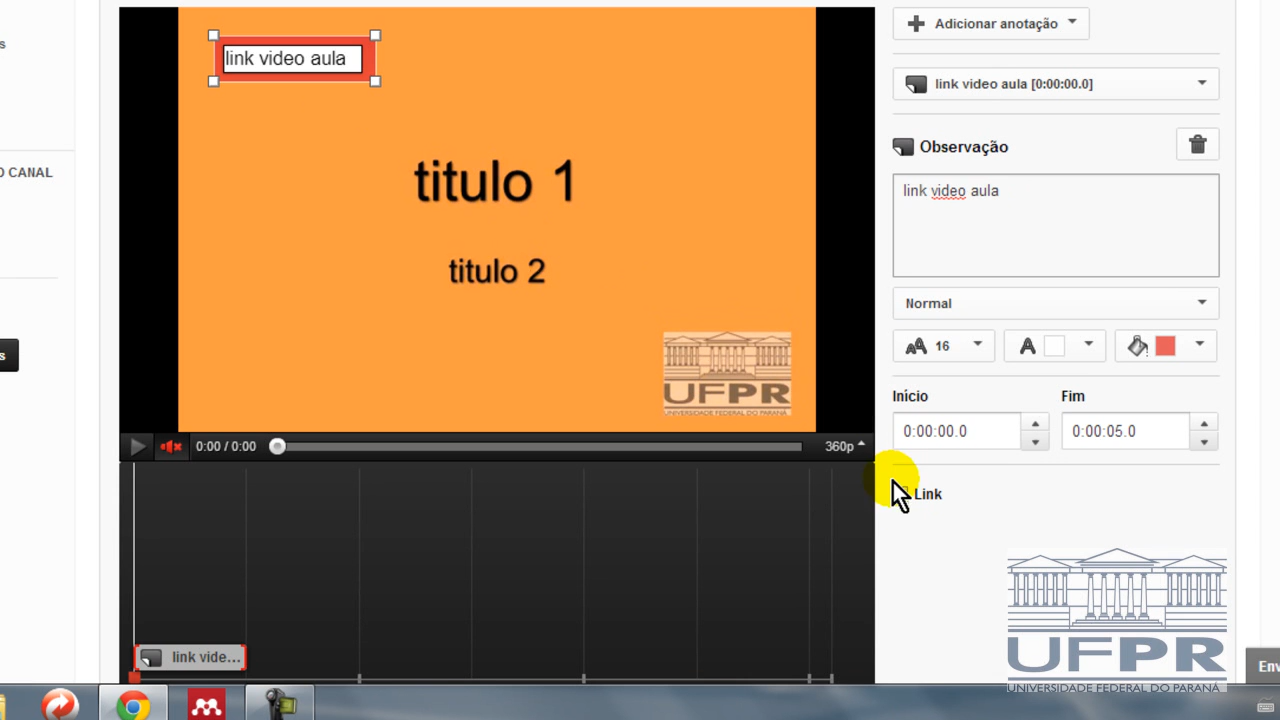 s
O CANAL
s
link video aula
titulo 1
titulo 2
UFPR
UNIVERSIDADE FEDERAL DO PARANÁ
0:00 / 0:00
360p
link vide...
Adicionar anotação
link video aula [0:00:00.0]
Observação
link video aula
Normal
A A 16
A
Início
Fim
0:00:00.0
0:00:05.0
Link
UFPR
UNIVERSIDADE FEDERAL DO PARANÁ
Env